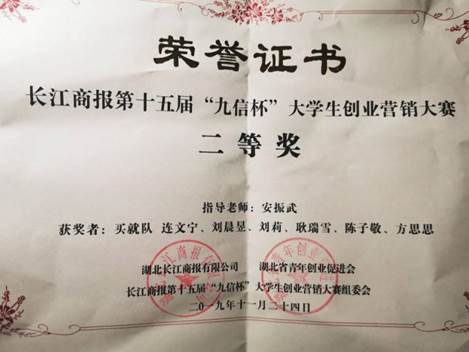 荣誉证书
长江商报第十五届“九信杯”大学生创业营销大赛
二等奖
指导老师：安振武
获奖者：买就队 连文宁、刘晨昱、刘莉、耿瑞雪、陈子敬、方思思
湖北长江商报有限公司 湖北省青年创业促进会
长江商报第十五届“九信杯”大学生创业营销大赛组委会
二〇一九年十一月二十四日